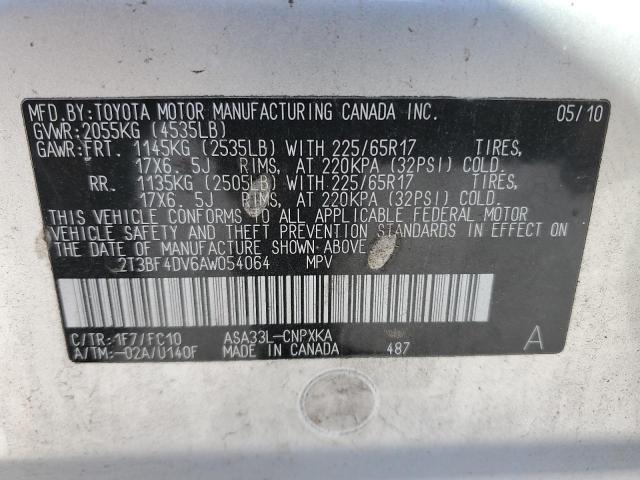 MFD.BY:TOYOTA MOTOR MANUFACTURING CANADA INC. 05/10
GVWR:2055KG (4535LB)
GAWR:FRT. 1145KG (2535LB) WITH 225/65R17 TIRES,
17X6.5J RIMS, AT 220KPA (32PSI) COLD.
RR. 1135KG (2505LB) WITH 225/65R17 TIRES,
17X6.5J RIMS, AT 220KPA (32PSI) COLD.
THIS VEHICLE CONFORMS TO ALL APPLICABLE FEDERAL MOTOR
VEHICLE SAFETY AND THEFT PREVENTION STANDARDS IN EFFECT ON
THE DATE OF MANUFACTURE SHOWN ABOVE.
2T3BF4DV6AW054064 MPV
C/TR:1F7/FC10 ASA33L-CNPXKA
A/TM:-02A/U140F MADE IN CANADA 487 A